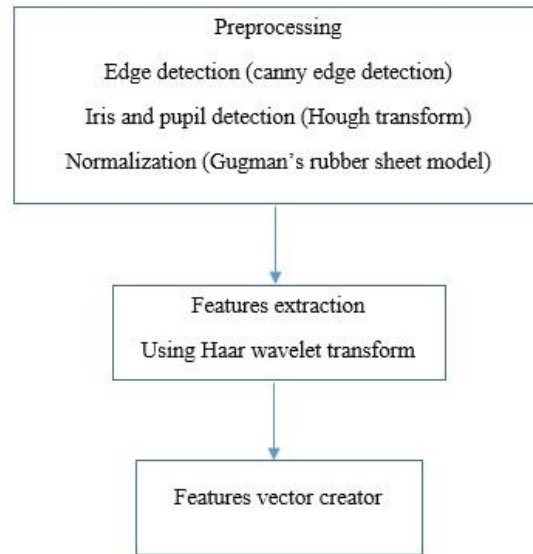 Preprocessing
Edge detection (canny edge detection)
Iris and pupil detection (Hough transform)
Normalization (Gugman's rubber sheet model)
Features extraction
Using Haar wavelet transform
Features vector creator